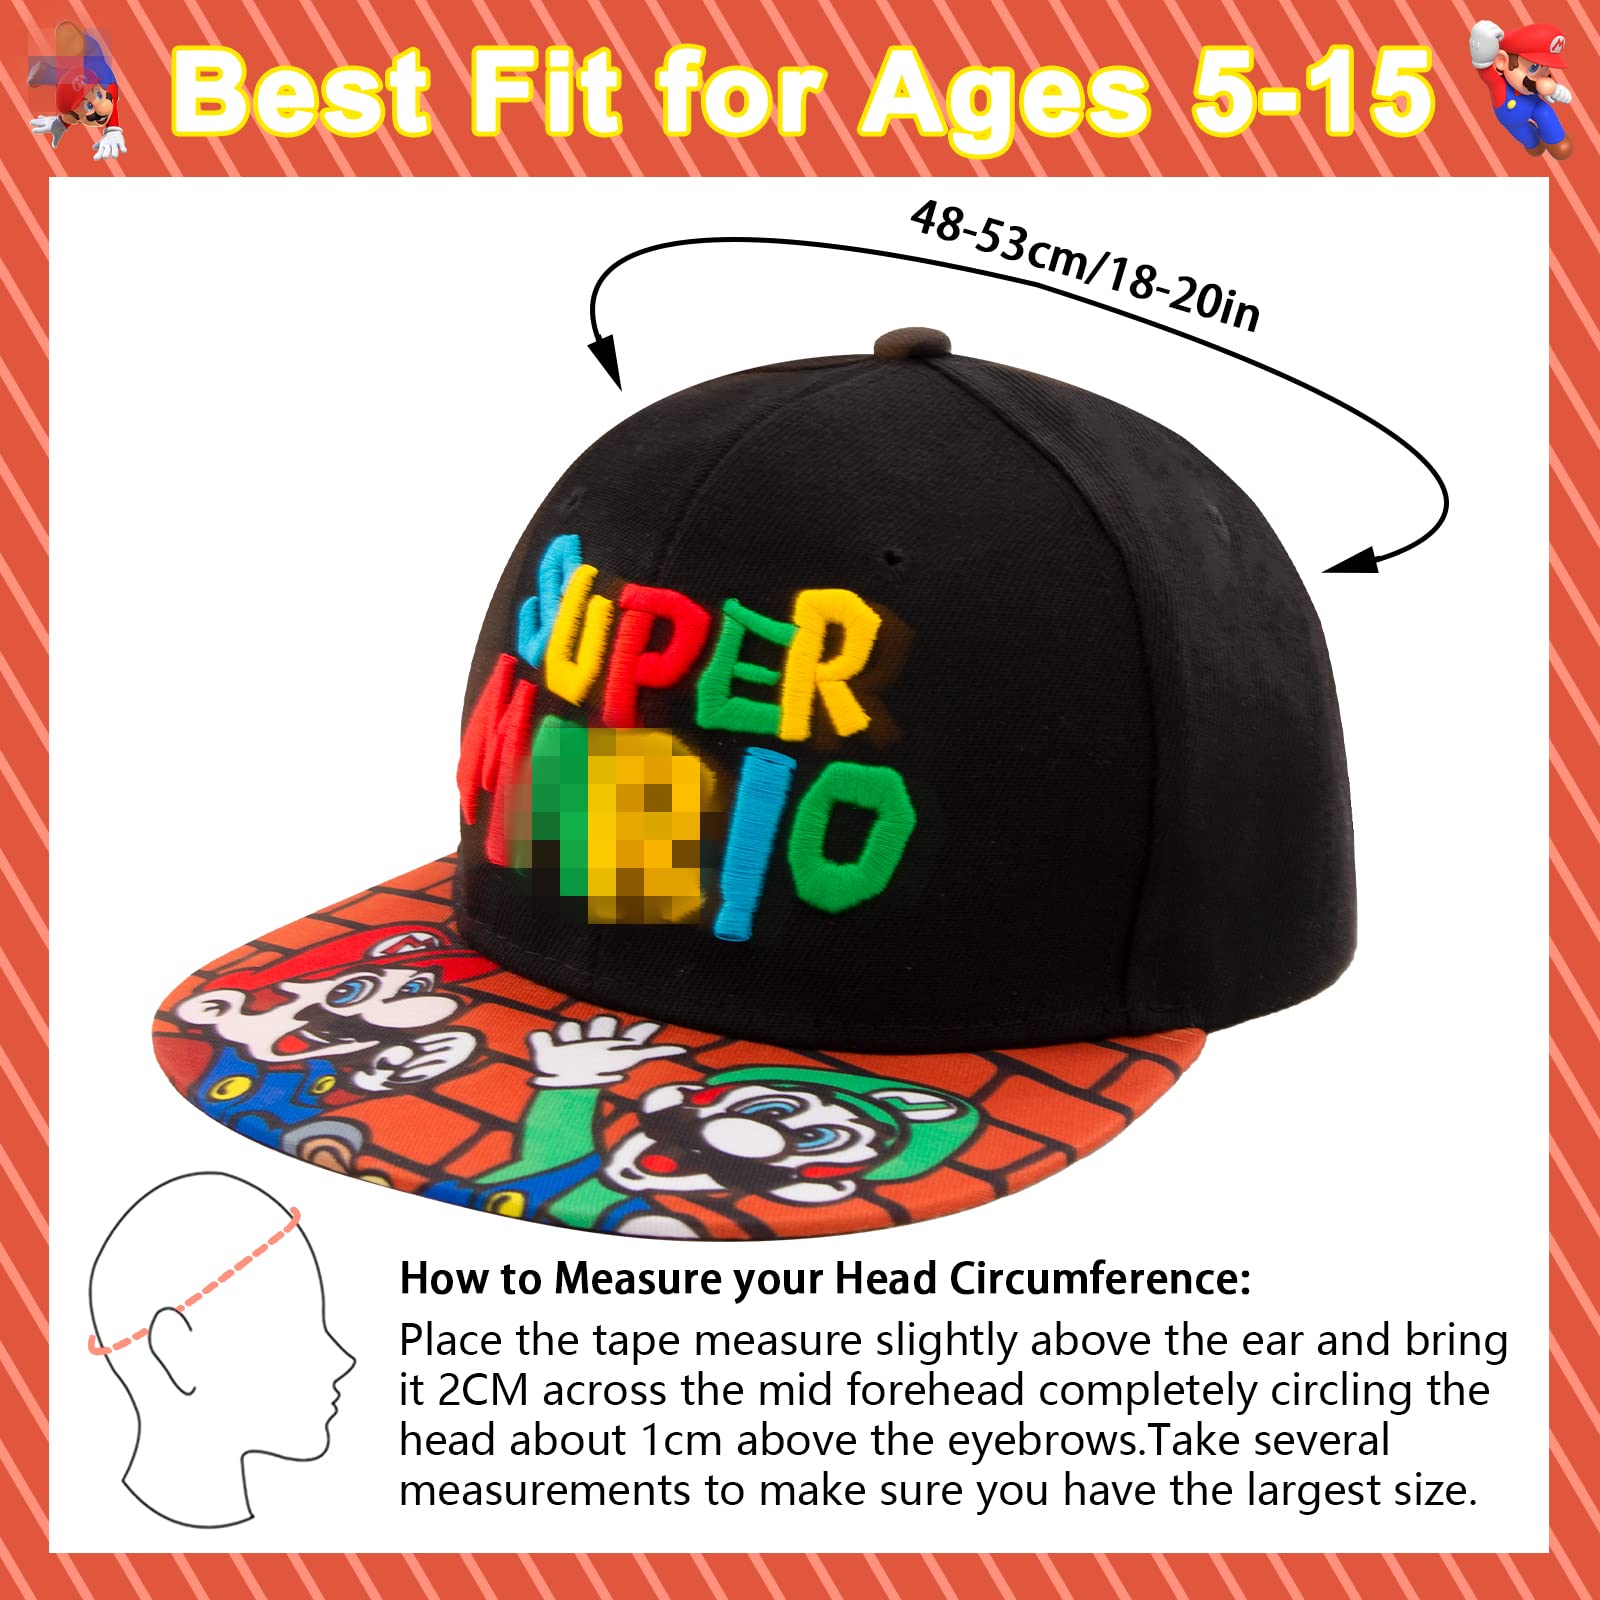 Best Fit for Ages 5-15
48-53cm/18-20in
SUPER
M
IO
How to Measure your Head Circumference:
Place the tape measure slightly above the ear and bring
it 2CM across the mid forehead completely circling the
head about 1cm above the eyebrows.Take several
measurements to make sure you have the largest size.